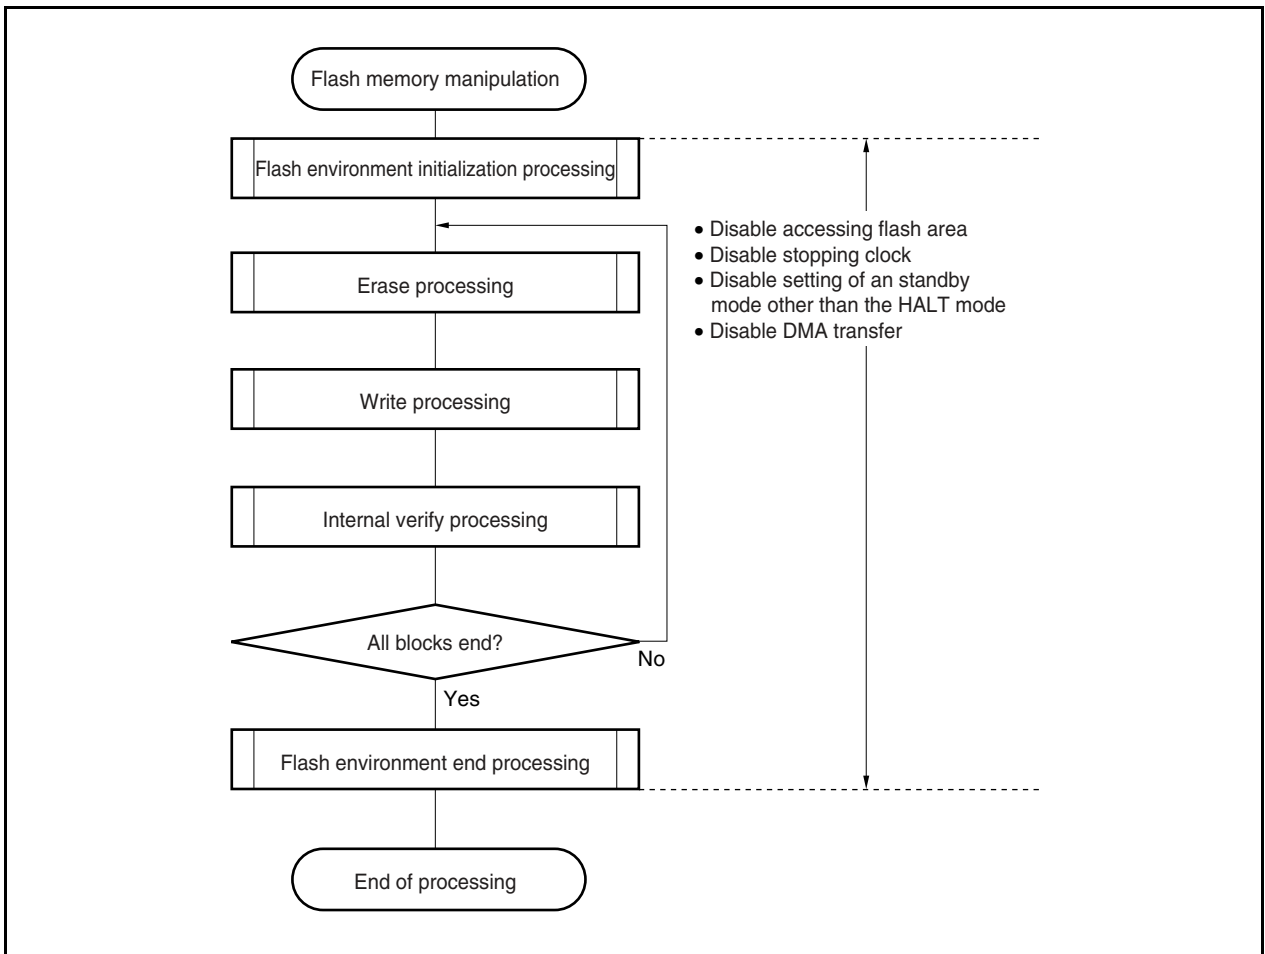 Flash memory manipulation
Flash environment initialization processing
● Disable accessing flash area
● Disable stopping clock
● Disable setting of an standby
mode other than the HALT mode
● Disable DMA transfer
Erase processing
Write processing
Internal verify processing
All blocks end?
No
Yes
Flash environment end processing
End of processing